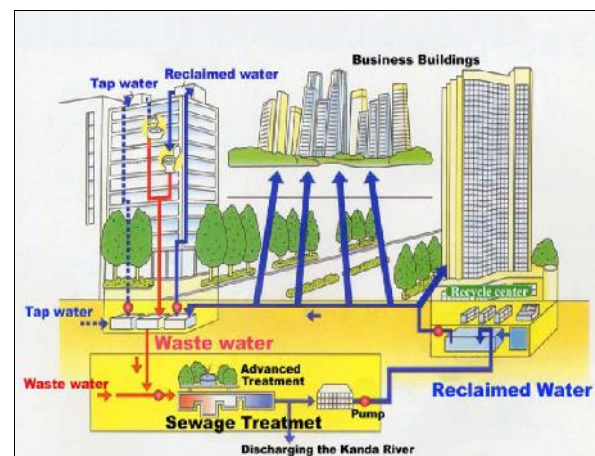 Business Buildings
Tap water
Reclaimed water
Recycle center
Tap water
Waste water
Advanced
Treatment
Waste water
Reclaimed Water
Sewage Treatmet
Pump
Discharging the Kanda River